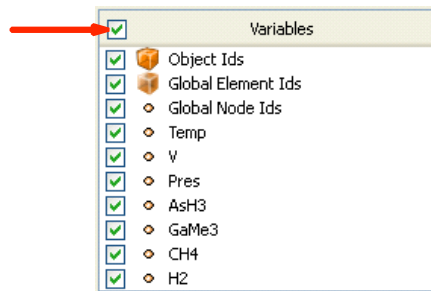 Variables
Object Ids
Global Element Ids
Global Node Ids
Temp
V
Pres
AsH3
GaMe3
CH4
H2